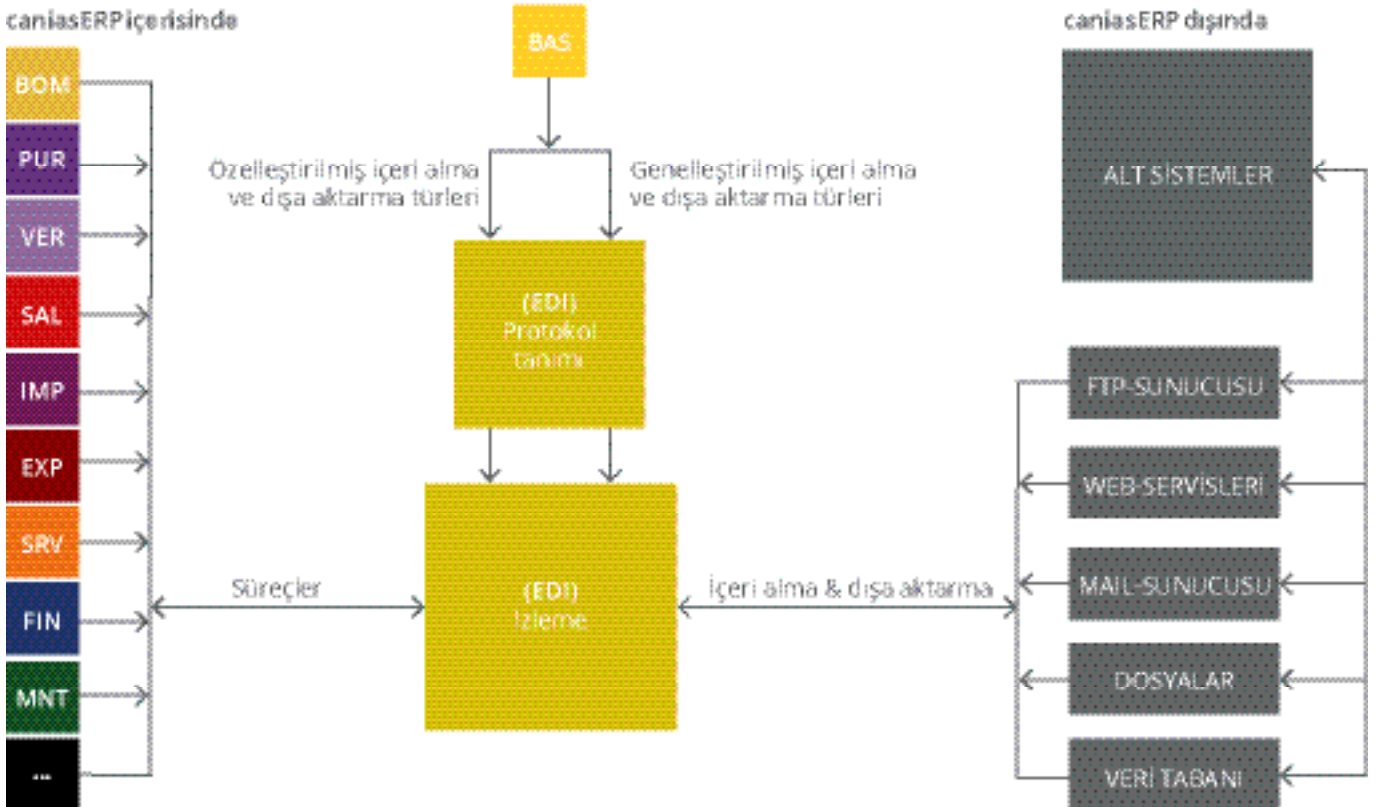 caniasERP içerisinde
BAS
caniasERP dışında
BOM
PUR
VER
SAL
IMP
EXP
SRV
FIN
MNT
...
Özelleştirilmiş içeri alma
ve dışa aktarma türleri
Genelleştirilmiş içeri alma
ve dışa aktarma türleri
(EDI)
Protokol
tanımı
Süreçler
(EDI)
İzleme
İçeri alma & dışa aktarma
ALT SİSTEMLER
FTP-SUNUCUSU
WEB-SERVİSLERİ
MAIL-SUNUCUSU
DOSYALAR
VERİ TABANI